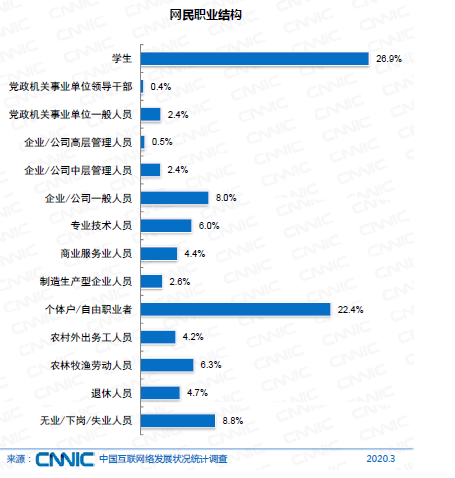 网民职业结构
学生 26.9%
党政机关事业单位领导干部 0.4%
党政机关事业单位一般人员 2.4%
企业/公司高层管理人员 0.5%
企业/公司中层管理人员 2.4%
企业/公司一般人员 8.0%
专业技术人员 6.0%
商业服务业人员 4.4%
制造生产型企业人员 2.6%
个体户/自由职业者 22.4%
农村外出务工人员 4.2%
农林牧渔劳动人员 6.3%
退休人员 4.7%
无业/下岗/失业人员 8.8%
来源: CNNIC 中国互联网络发展状况统计调查 2020.3